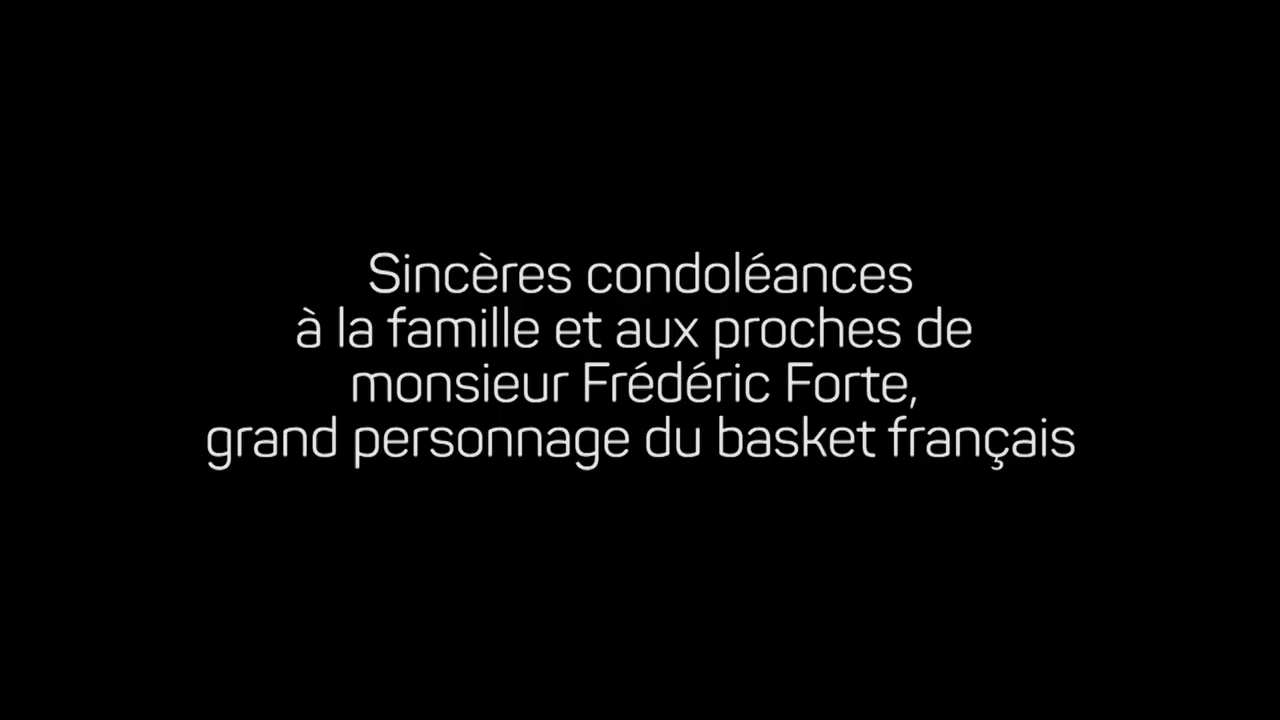 Sincères condoléances
à la famille et aux proches de
monsieur Frédéric Forte,
grand personnage du basket français